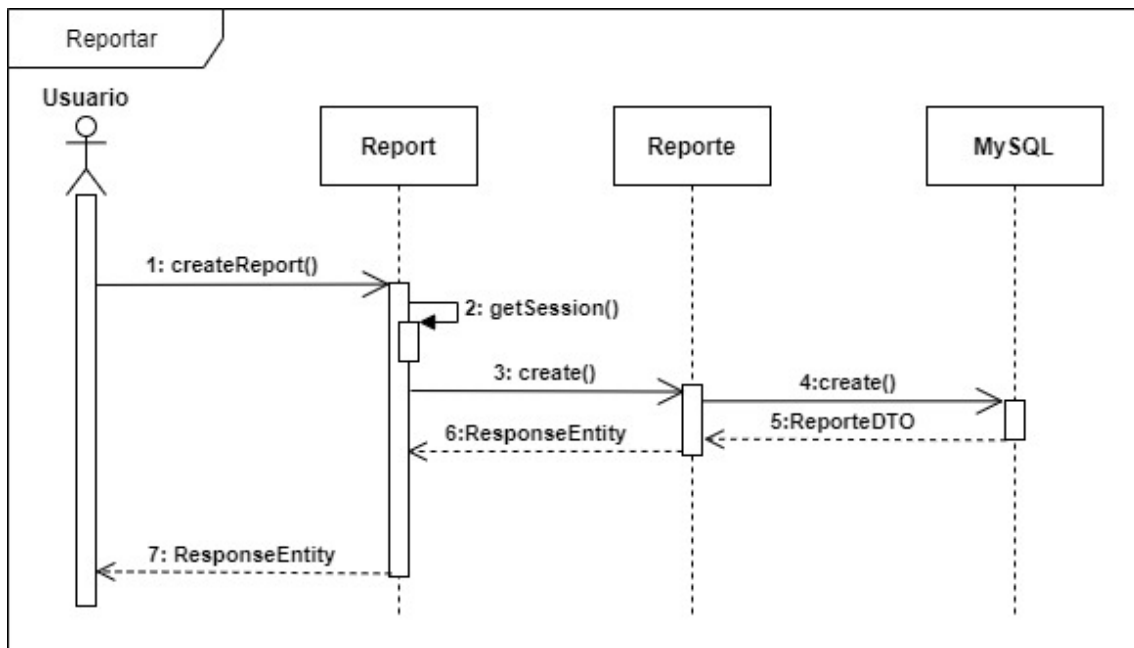 Reportar
Usuario
Report
Reporte
MySQL
1: createReport()
2: getSession()
3: create()
4:create()
5:ReporteDTO
6:ResponseEntity
7: ResponseEntity